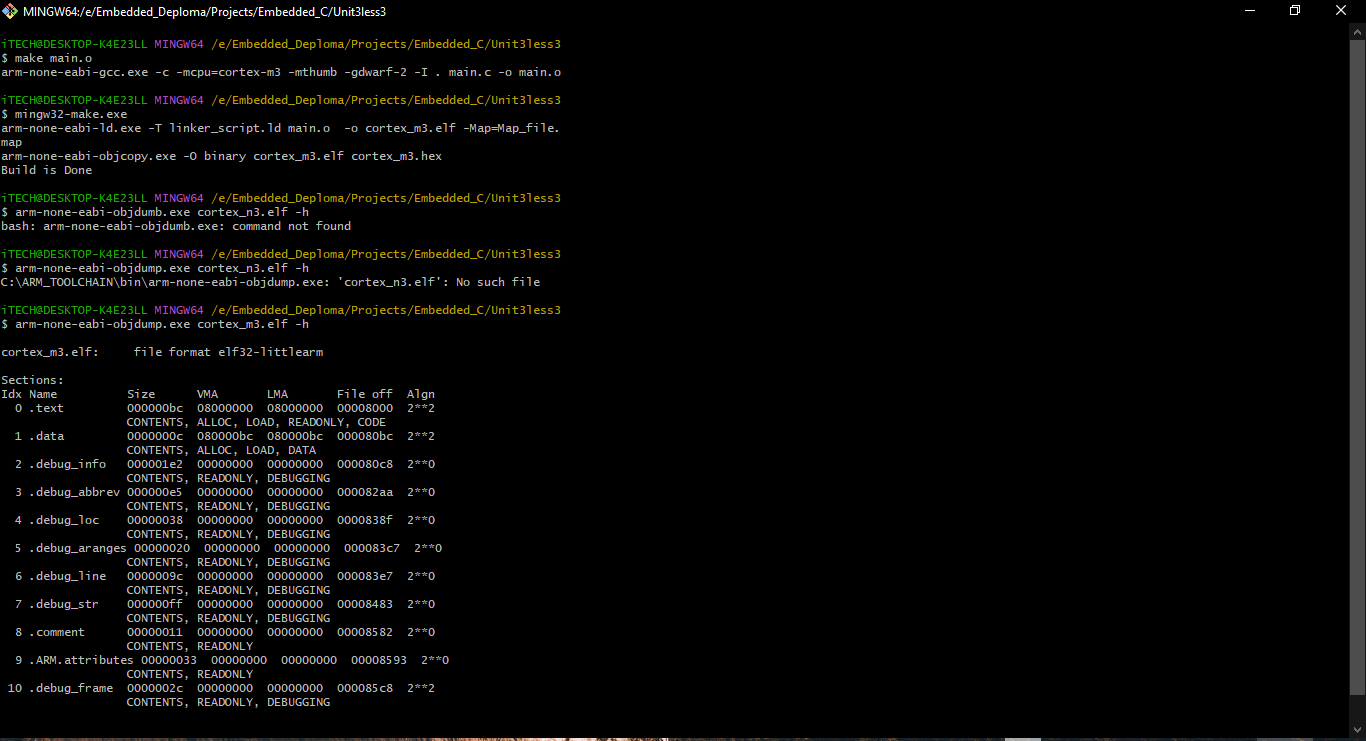 MINGW64:/e/Embedded_Deploma/Projects/Embedded_C/Unit3less3
iTECH@DESKTOP-K4E23LL MINGW64 /e/Embedded_Deploma/Projects/Embedded_C/Unit3less3
$ make main.o
arm-none-eabi-gcc.exe -c -mcpu=cortex-m3 -mthumb -gdwarf-2 -I . main.c -o main.o
iTECH@DESKTOP-K4E23LL MINGW64 /e/Embedded_Deploma/Projects/Embedded_C/Unit3less3
$ mingw32-make.exe
arm-none-eabi-ld.exe -T linker_script.ld main.o  -o cortex_m3.elf -Map=Map_file.
map
arm-none-eabi-objcopy.exe -O binary cortex_m3.elf cortex_m3.hex
Build is Done
iTECH@DESKTOP-K4E23LL MINGW64 /e/Embedded_Deploma/Projects/Embedded_C/Unit3less3
$ arm-none-eabi-objdumb.exe cortex_n3.elf -h
bash: arm-none-eabi-objdumb.exe: command not found
iTECH@DESKTOP-K4E23LL MINGW64 /e/Embedded_Deploma/Projects/Embedded_C/Unit3less3
$ arm-none-eabi-objdump.exe cortex_n3.elf -h
C:\ARM_TOOLCHAIN\bin\arm-none-eabi-objdump.exe: 'cortex_n3.elf': No such file
iTECH@DESKTOP-K4E23LL MINGW64 /e/Embedded_Deploma/Projects/Embedded_C/Unit3less3
$ arm-none-eabi-objdump.exe cortex_m3.elf -h
cortex_m3.elf:     file format elf32-littlearm
Sections:
Idx Name          Size      VMA       LMA       File off  Algn
  0 .text         000000bc  08000000  08000000  00008000  2**2
                  CONTENTS, ALLOC, LOAD, READONLY, CODE
  1 .data         0000000c  080000bc  080000bc  000080bc  2**2
                  CONTENTS, ALLOC, LOAD, DATA
  2 .debug_info   000001e2  00000000  00000000  000080c8  2**0
                  CONTENTS, READONLY, DEBUGGING
  3 .debug_abbrev 000000e5  00000000  00000000  000082aa  2**0
                  CONTENTS, READONLY, DEBUGGING
  4 .debug_loc    00000038  00000000  00000000  0000838f  2**0
                  CONTENTS, READONLY, DEBUGGING
  5 .debug_aranges 00000020  00000000  00000000  000083c7  2**0
                  CONTENTS, READONLY, DEBUGGING
  6 .debug_line   0000009c  00000000  00000000  000083e7  2**0
                  CONTENTS, READONLY, DEBUGGING
  7 .debug_str    000000ff  00000000  00000000  00008483  2**0
                  CONTENTS, READONLY, DEBUGGING
  8 .comment      00000011  00000000  00000000  00008582  2**0
                  CONTENTS, READONLY
  9 .ARM.attributes 00000033  00000000  00000000  00008593  2**0
                  CONTENTS, READONLY
 10 .debug_frame  0000002c  00000000  00000000  000085c8  2**2
                  CONTENTS, READONLY, DEBUGGING